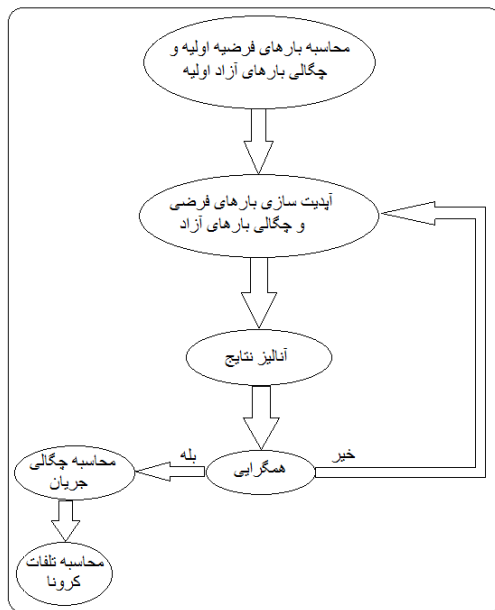 محاسبه بارهای فرضیه اولیه و
چگالی بارهای آزاد اولیه
آپدیت سازی بارهای فرضی
و چگالی بارهای آزاد
آنالیز نتایج
همگرایی
خیر
بله
محاسبه چگالی
جریان
محاسبه تلفات
کرونا